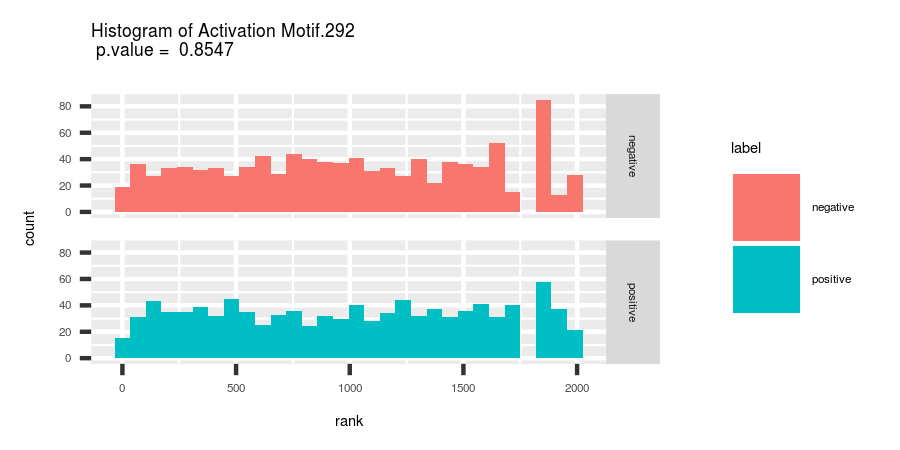 Histogram of Activation Motif.292
p.value =  0.8547
count
80
60
40
20
0
negative
80
60
40
20
0
positive
0 500 1000 1500 2000
rank
label
negative
positive